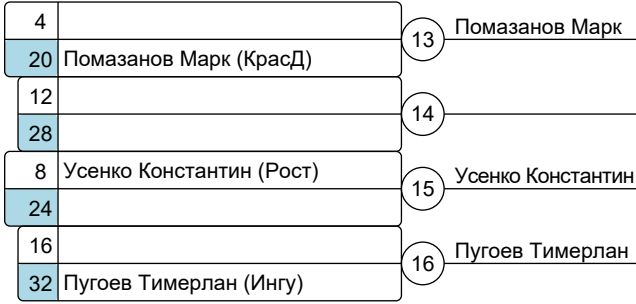 4
13 Помазанов Марк
20 Помазанов Марк (КрасД)
12
14
28
8 Усенко Константин (Рост)
15 Усенко Константин
24
16
16 Пугоев Тимерлан
32 Пугоев Тимерлан (Ингу)